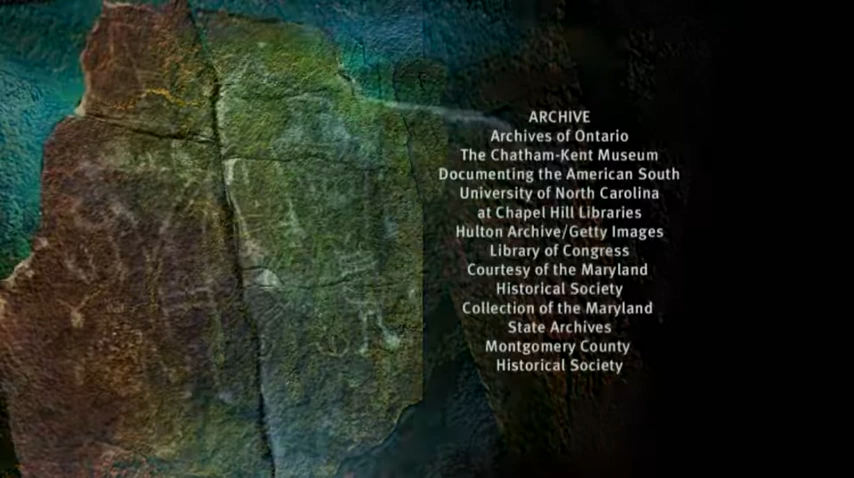 ARCHIVE
Archives of Ontario
The Chatham-Kent Museum
Documenting the American South
University of North Carolina
at Chapel Hill Libraries
Hulton Archive/Getty Images
Library of Congress
Courtesy of the Maryland
Historical Society
Collection of the Maryland
State Archives
Montgomery County
Historical Society